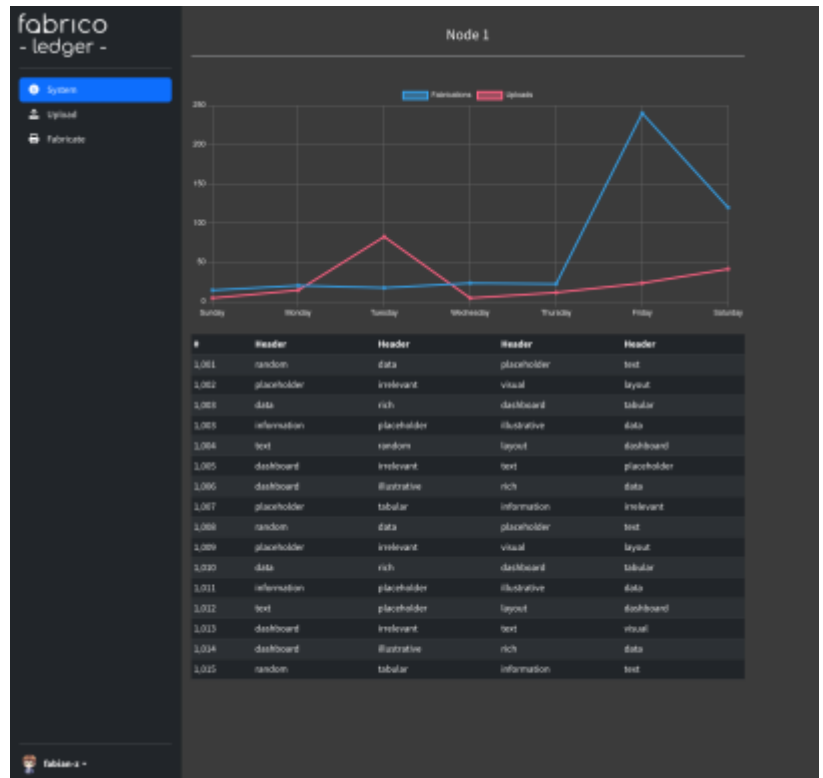 fabrico
- ledger -
System
Upload
Fabricate
fabian-z
Node 1
Fabrications Uploads
250
200
150
100
50
0
Sunday Monday Tuesday Wednesday Thursday Friday Saturday
# Header Header Header Header
1,001 random data placeholder text
1,002 placeholder irrelevant visual layout
1,003 data rich dashboard tabular
1,003 information placeholder illustrative data
1,004 text random layout dashboard
1,005 dashboard irrelevant text placeholder
1,006 dashboard illustrative rich data
1,007 placeholder tabular information irrelevant
1,008 random data placeholder text
1,009 placeholder irrelevant visual layout
1,010 data rich dashboard tabular
1,011 information placeholder illustrative data
1,012 text placeholder layout dashboard
1,013 dashboard irrelevant text visual
1,014 dashboard illustrative rich data
1,015 random tabular information text